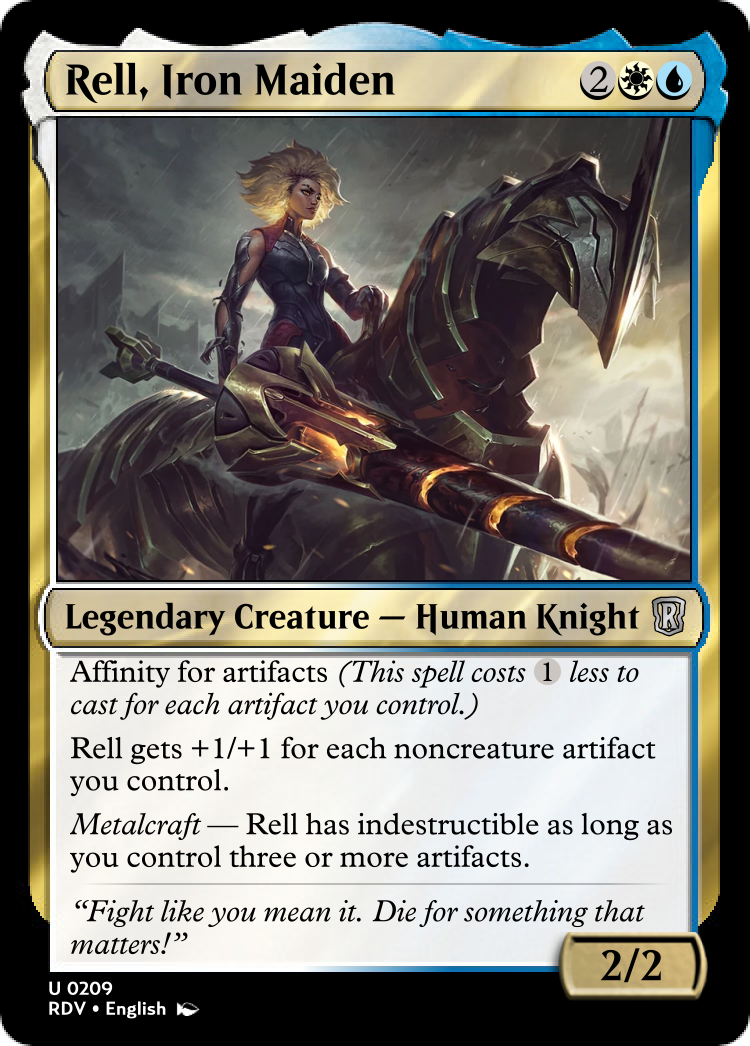 Rell, Iron Maiden 2
Legendary Creature — Human Knight R
Affinity for artifacts (This spell costs 1 less to
cast for each artifact you control.)
Rell gets +1/+1 for each noncreature artifact
you control.
Metalcraft — Rell has indestructible as long as
you control three or more artifacts.
“Fight like you mean it. Die for something that
matters!”
2/2
U 0209
RDV • English